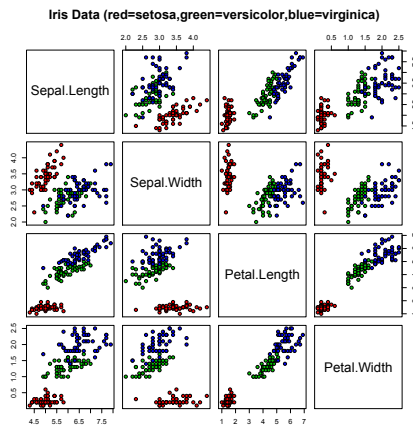 Iris Data (red=setosa,green=versicolor,blue=virginica)
2.0 3.0 4.0 0.5 1.5 2.5
Sepal.Length
2.0 2.5 3.0 3.5 4.0
Sepal.Width
Petal.Length
0.5 1.0 1.5 2.0 2.5
Petal.Width
4.5 5.5 6.5 7.5 2.0 2.5 3.0 3.5 4.0 1 2 3 4 5 6 7